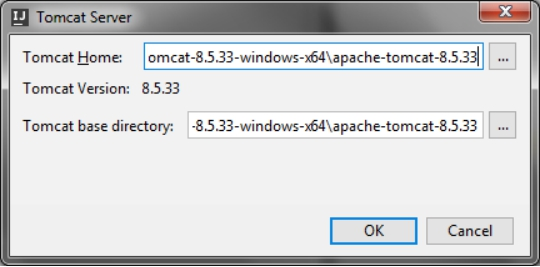 IJ Tomcat Server
Tomcat Home: omcat-8.5.33-windows-x64\apache-tomcat-8.5.33 ...
Tomcat Version: 8.5.33
Tomcat base directory: -8.5.33-windows-x64\apache-tomcat-8.5.33 ...
OK Cancel